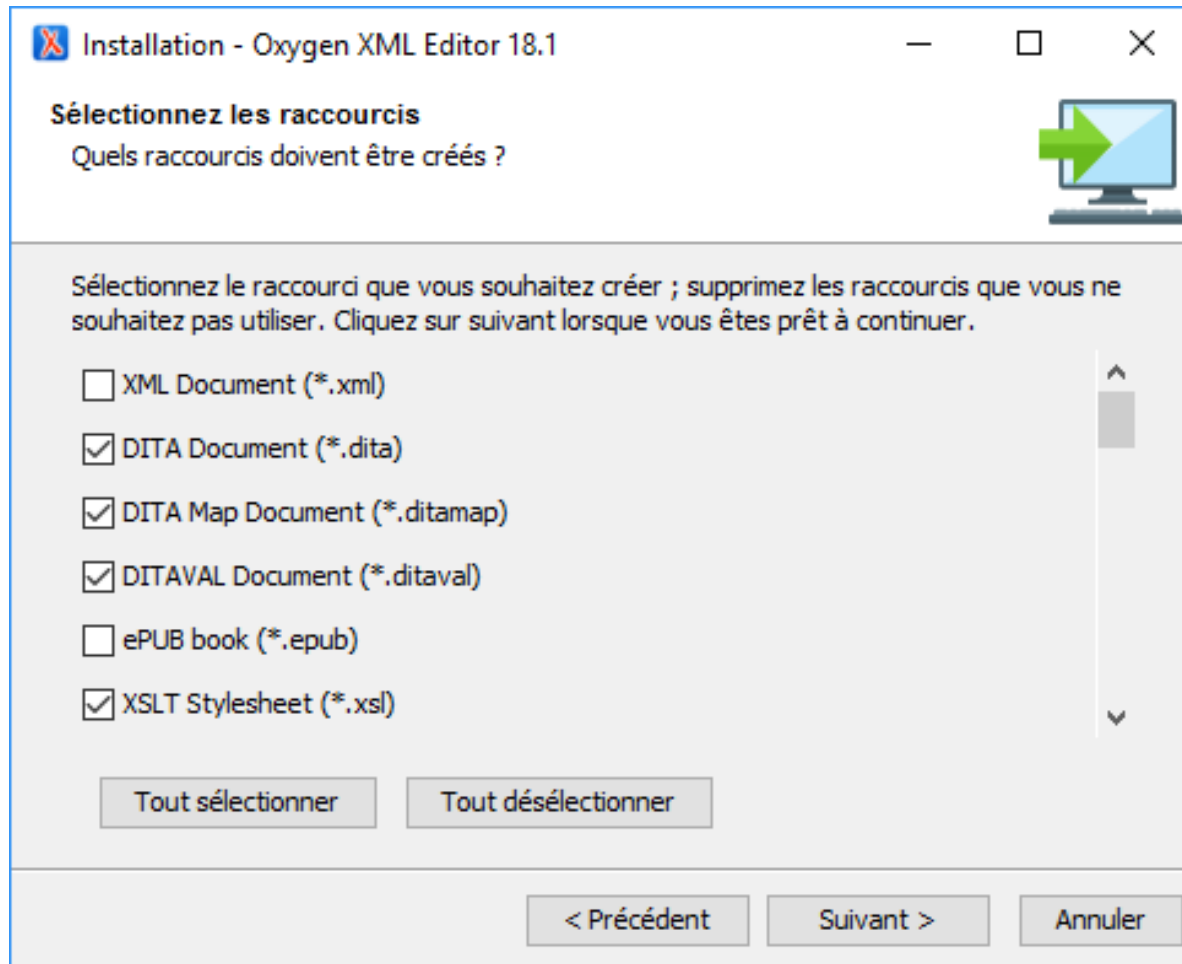 Installation - Oxygen XML Editor 18.1
Sélectionnez les raccourcis
Quels raccourcis doivent être créés ?
Sélectionnez le raccourci que vous souhaitez créer ; supprimez les raccourcis que vous ne
souhaitez pas utiliser. Cliquez sur suivant lorsque vous êtes prêt à continuer.
XML Document (*.xml)
DITA Document (*.dita)
DITA Map Document (*.ditamap)
DITAVAL Document (*.ditaval)
ePUB book (*.epub)
XSLT Stylesheet (*.xsl)
Tout sélectionner Tout désélectionner
< Précédent Suivant > Annuler